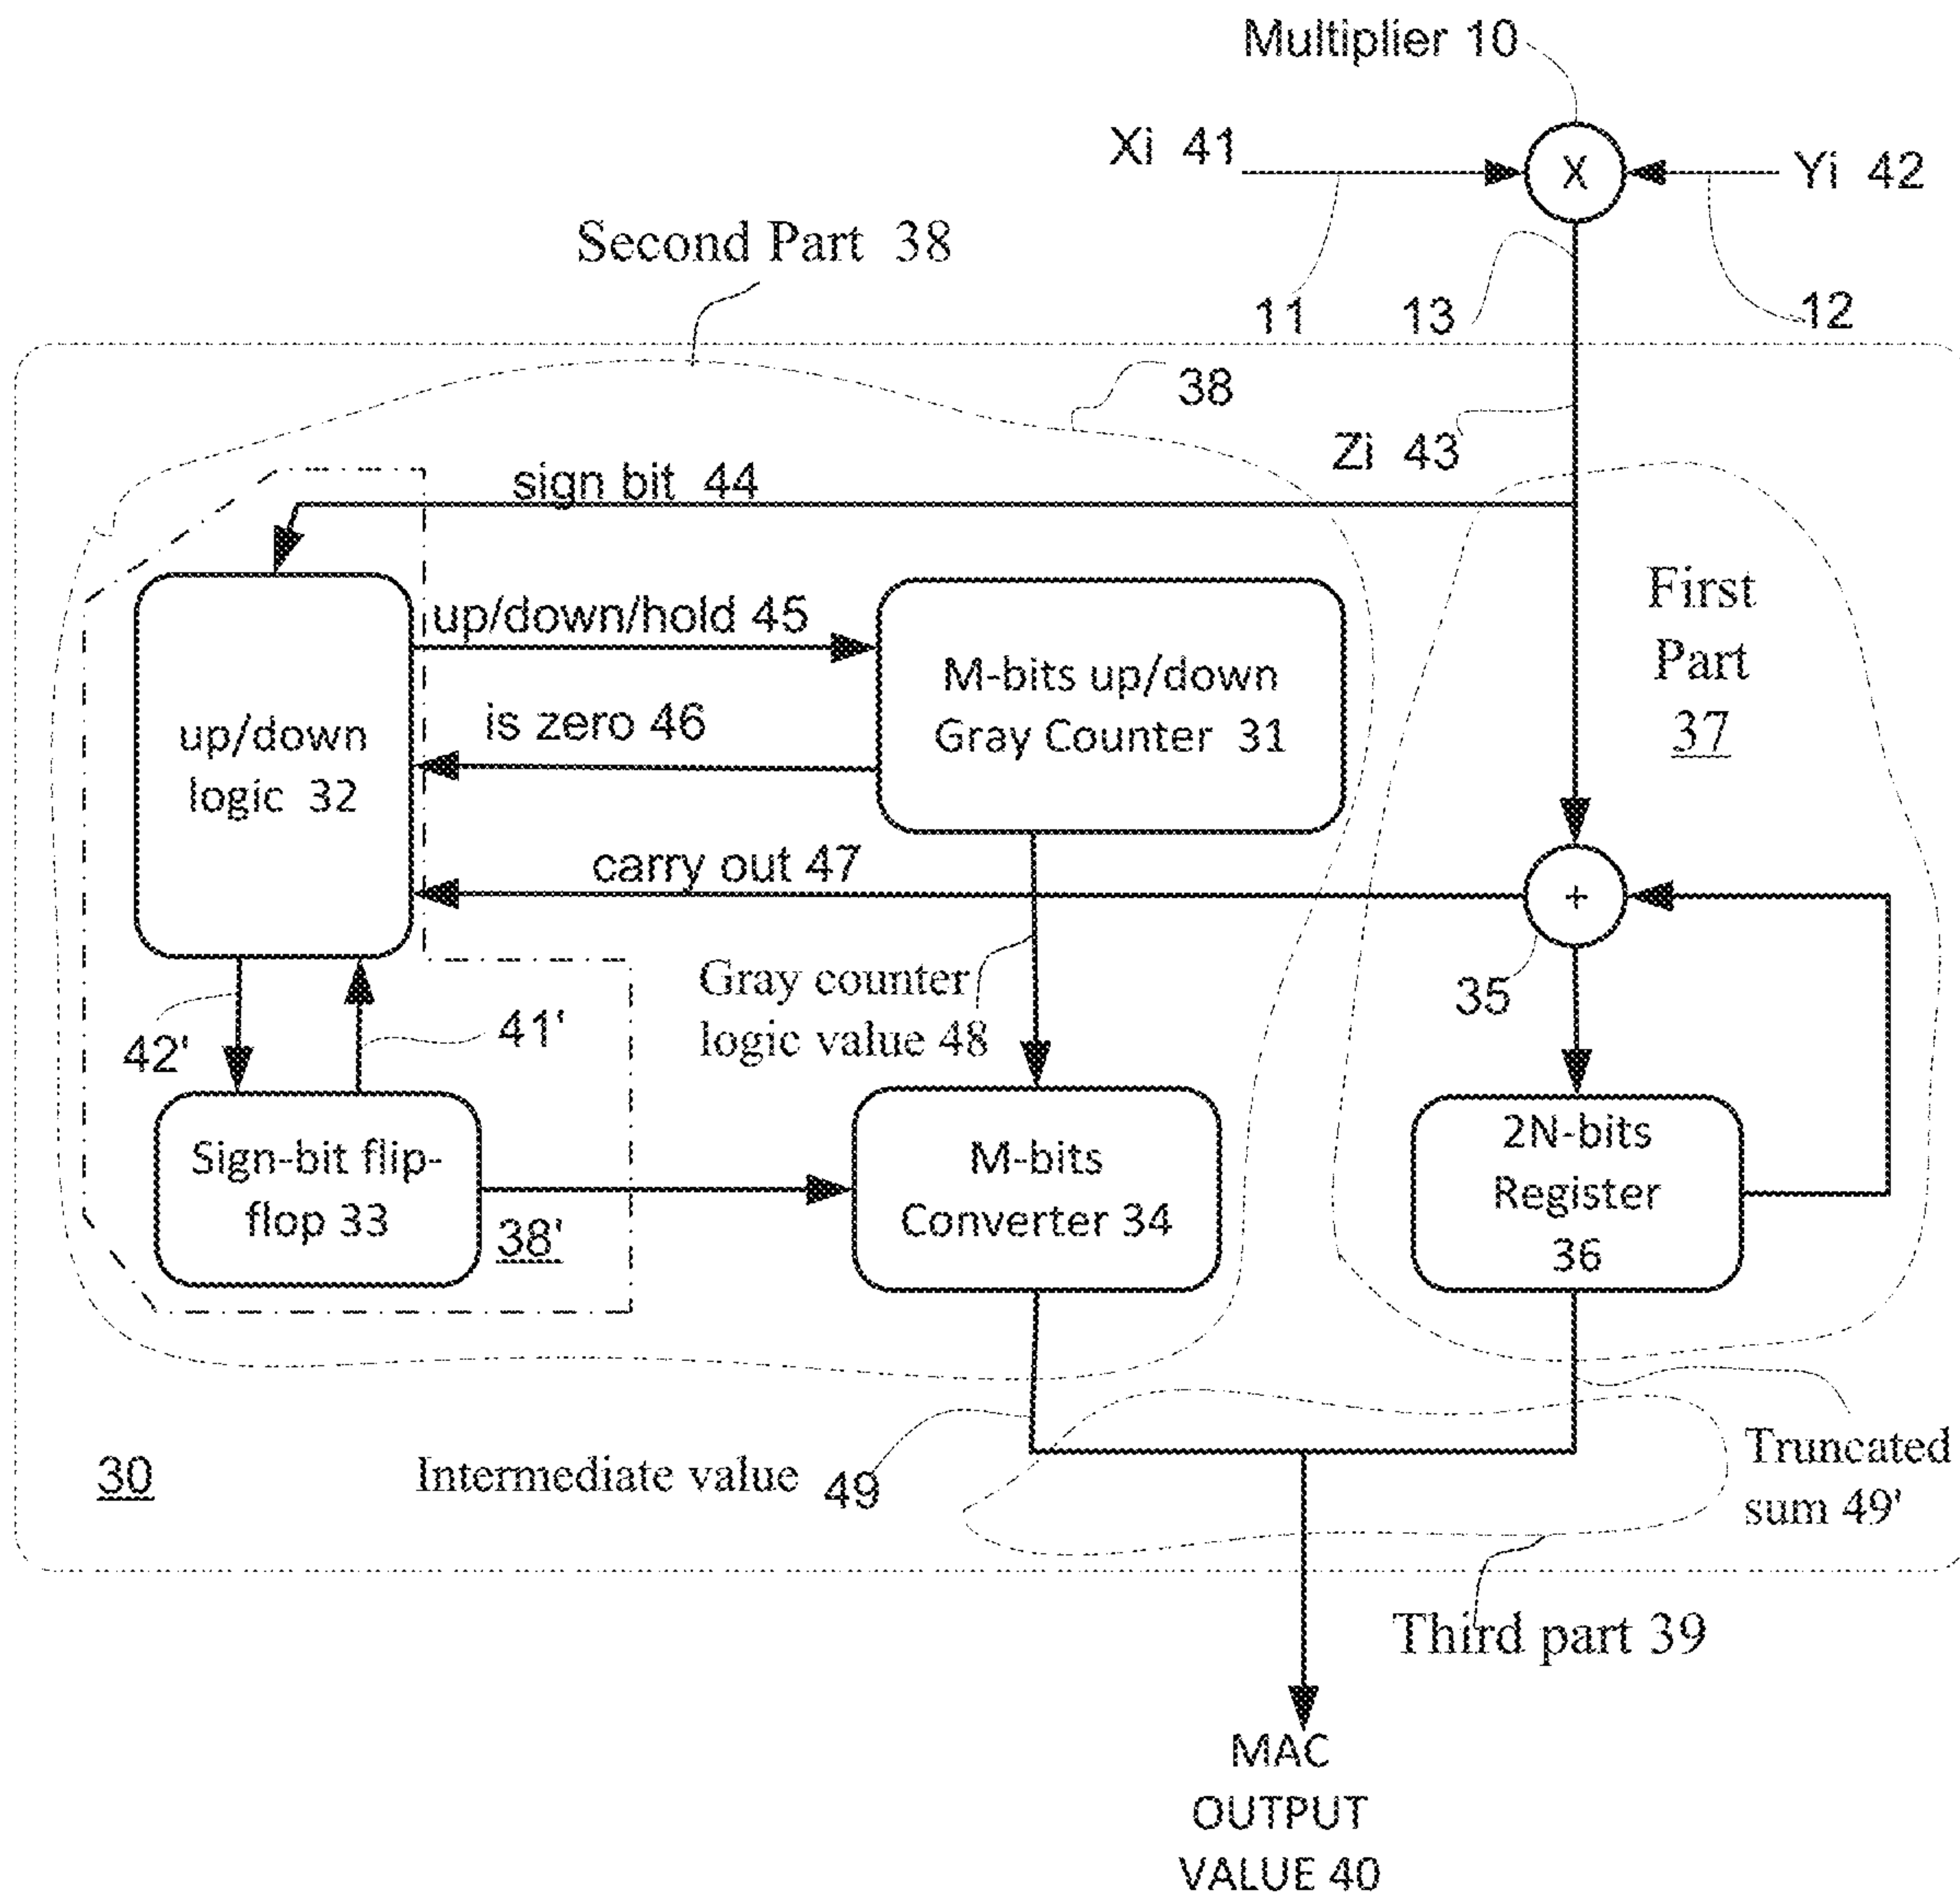 Multiplier 10
Xi 41
X
Yi 42
Second Part 38
11
13
12
38
Zi 43
sign bit 44
First
Part
37
up/down/hold 45
M-bits up/down
Gray Counter 31
is zero 46
up/down
logic 32
carry out 47
+
35
Gray counter
logic value 48
42'
41'
2N-bits
Register
36
Sign-bit flip-
flop 33
38'
M-bits
Converter 34
30
Intermediate value 49
Truncated
sum 49'
Third part 39
MAC
OUTPUT
VALUE 40